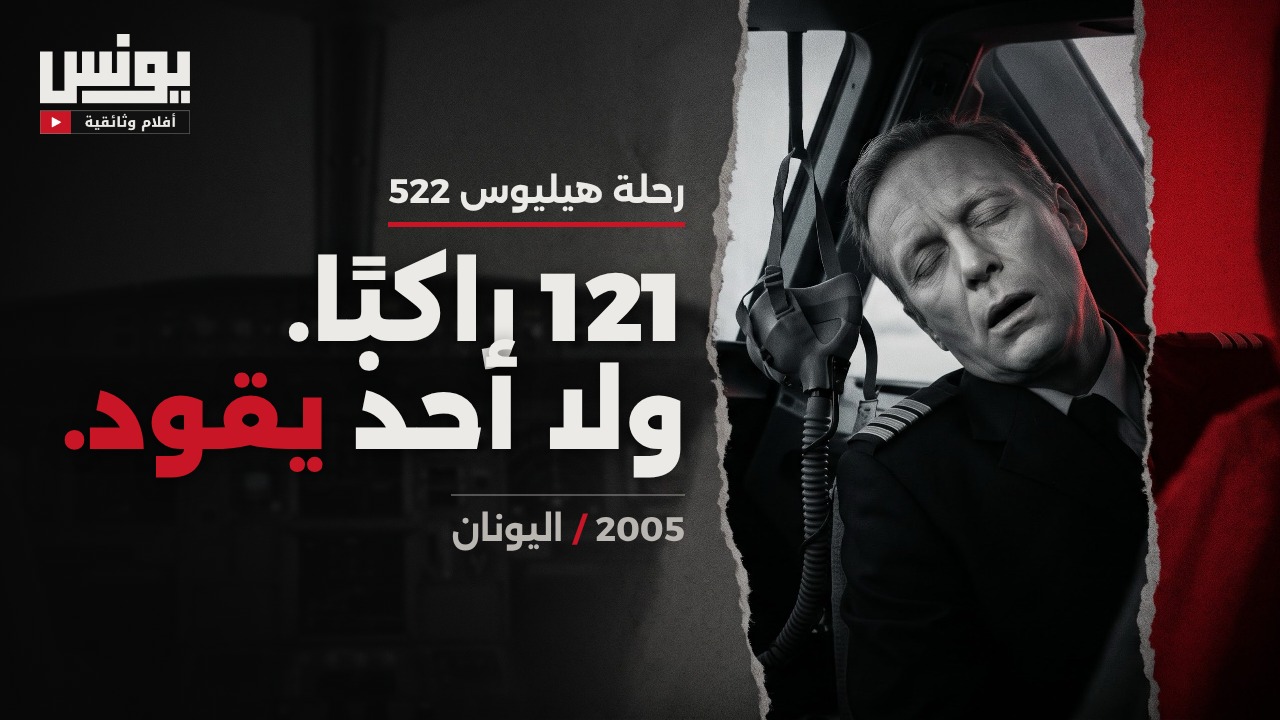 يونس
أفلام وثائقية
رحلة هيليوس 522
121 راكبًا.
ولا أحد يقود.
2005 / اليونان